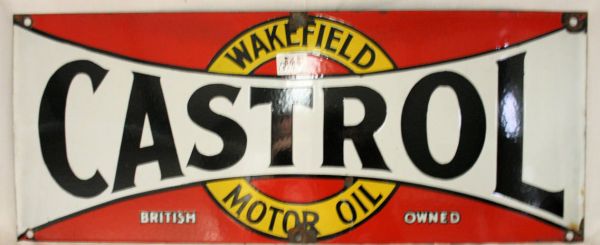 WAKEFIELD
CASTROL
MOTOR OIL
BRITISH OWNED